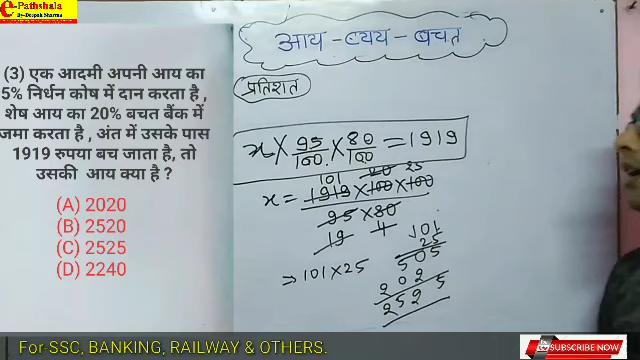 e-Pathshala
By-Deepak Sharma
आय - व्यय - बचत
(3) एक आदमी अपनी आय का
5% निर्धन कोष में दान करता है ,
शेष आय का 20% बचत बैंक में
जमा करता है , अंत में उसके पास
1919 रुपया बच जाता है, तो
उसकी आय क्या है ?
(A) 2020
(B) 2520
(C) 2525
(D) 2240
प्रतिशत
x × 95/100 × 80/100 = 1919
101 20 25
x = 1919 × 100 × 100
95 × 80
19 4
⇒ 101 × 25
101
25
505
202
2525
For-SSC, BANKING, RAILWAY & OTHERS.
SUBSCRIBE NOW